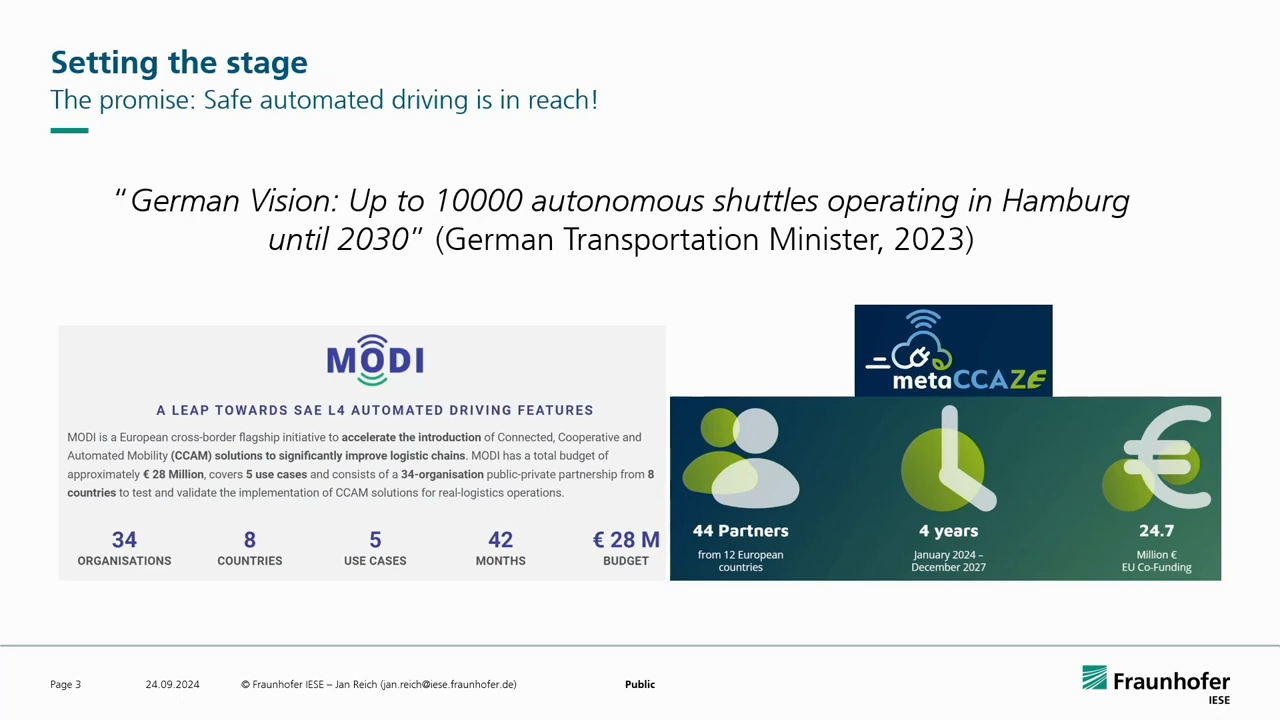 Setting the stage
The promise: Safe automated driving is in reach!
“German Vision: Up to 10000 autonomous shuttles operating in Hamburg
until 2030” (German Transportation Minister, 2023)
MODI
A LEAP TOWARDS SAE L4 AUTOMATED DRIVING FEATURES
MODI is a European cross-border flagship initiative to accelerate the introduction of Connected, Cooperative and
Automated Mobility (CCAM) solutions to significantly improve logistic chains. MODI has a total budget of
approximately € 28 Million, covers 5 use cases and consists of a 34-organisation public-private partnership from 8
countries to test and validate the implementation of CCAM solutions for real-logistics operations.
34 8 5 42 € 28 M
ORGANISATIONS COUNTRIES USE CASES MONTHS BUDGET
metaCCAZE
44 Partners
from 12 European
countries
4 years
January 2024 –
December 2027
€
24.7
Million €
EU Co-Funding
Page 3 24.09.2024 © Fraunhofer IESE – Jan Reich (jan.reich@iese.fraunhofer.de) Public
Fraunhofer
IESE